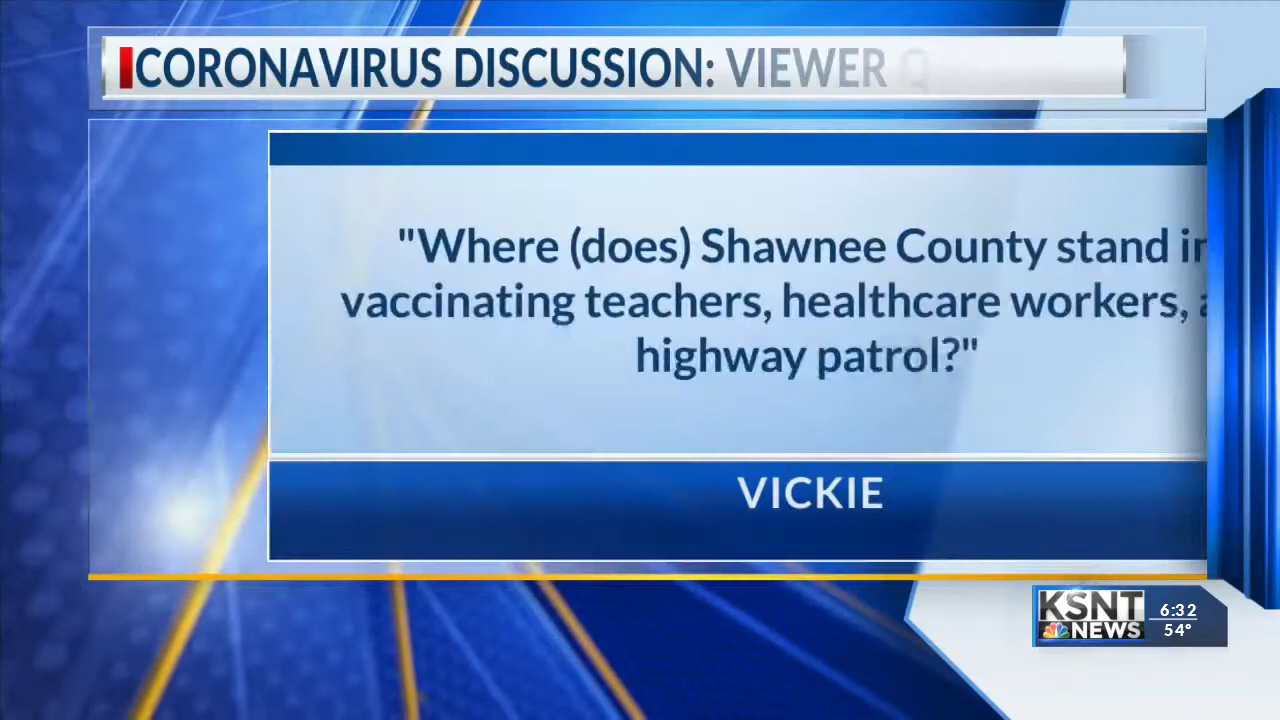 CORONAVIRUS DISCUSSION: VIEWER
"Where (does) Shawnee County stand
vaccinating teachers, healthcare workers,
highway patrol?"
VICKIE
KSNT
NEWS
6:32
54°